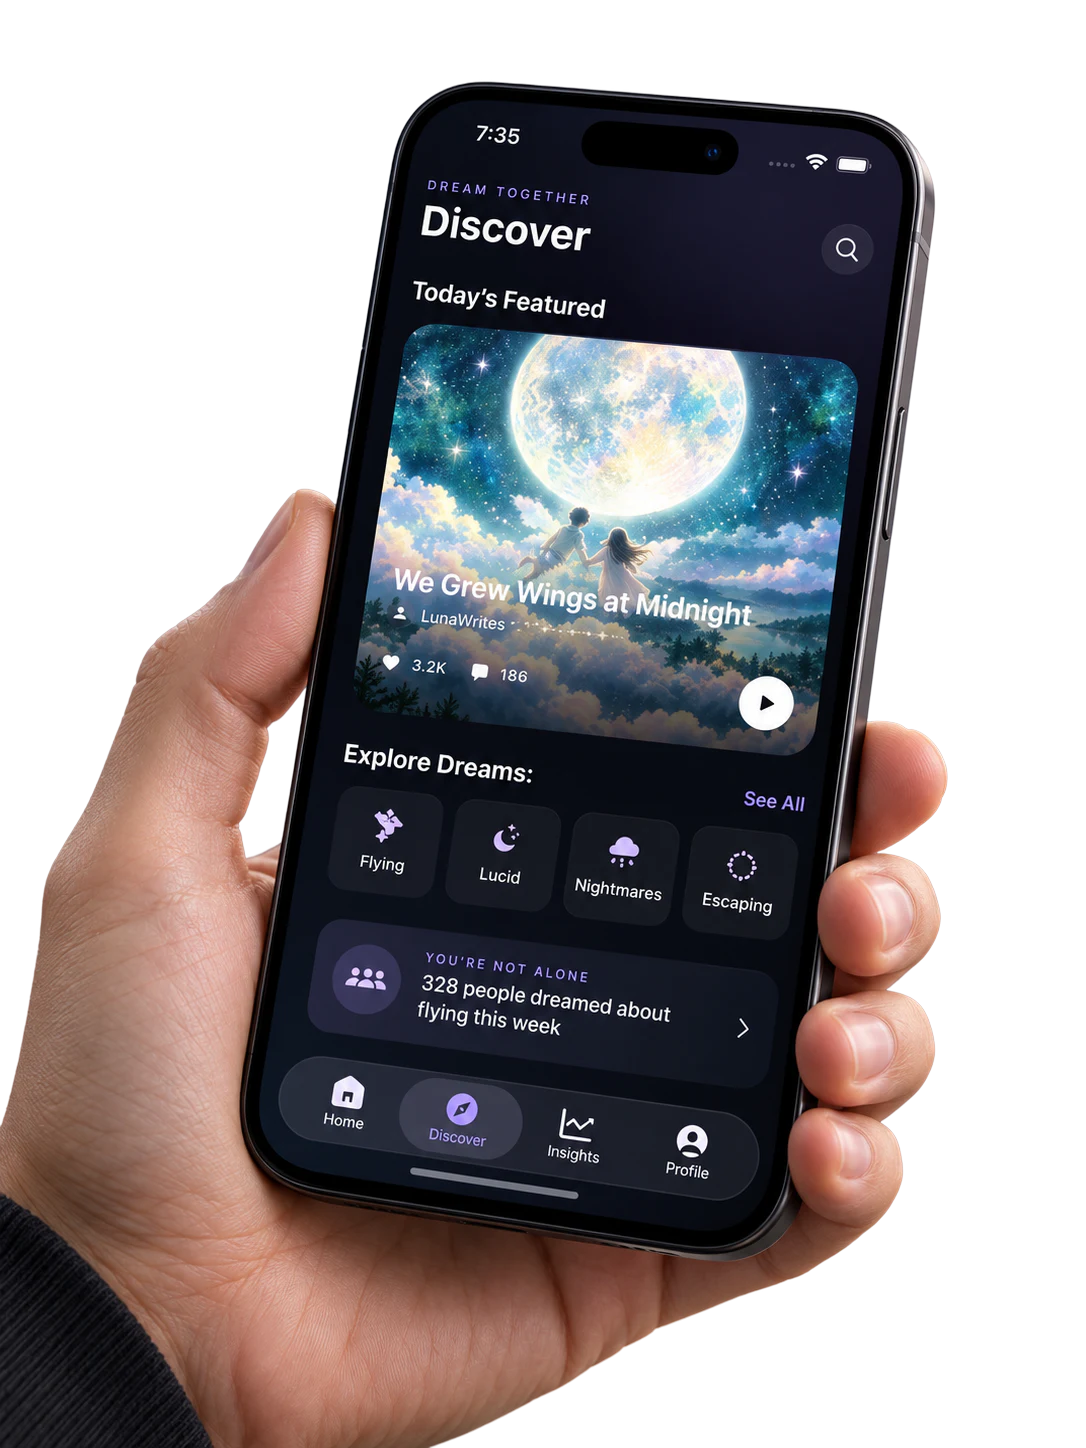 7:35
DREAM TOGETHER
Discover
Today's Featured
We Grew Wings at Midnight
LunaWrites
3.2K 186
Explore Dreams:
See All
Flying Lucid Nightmares Escaping
YOU'RE NOT ALONE
328 people dreamed about
flying this week
Home Discover Insights Profile